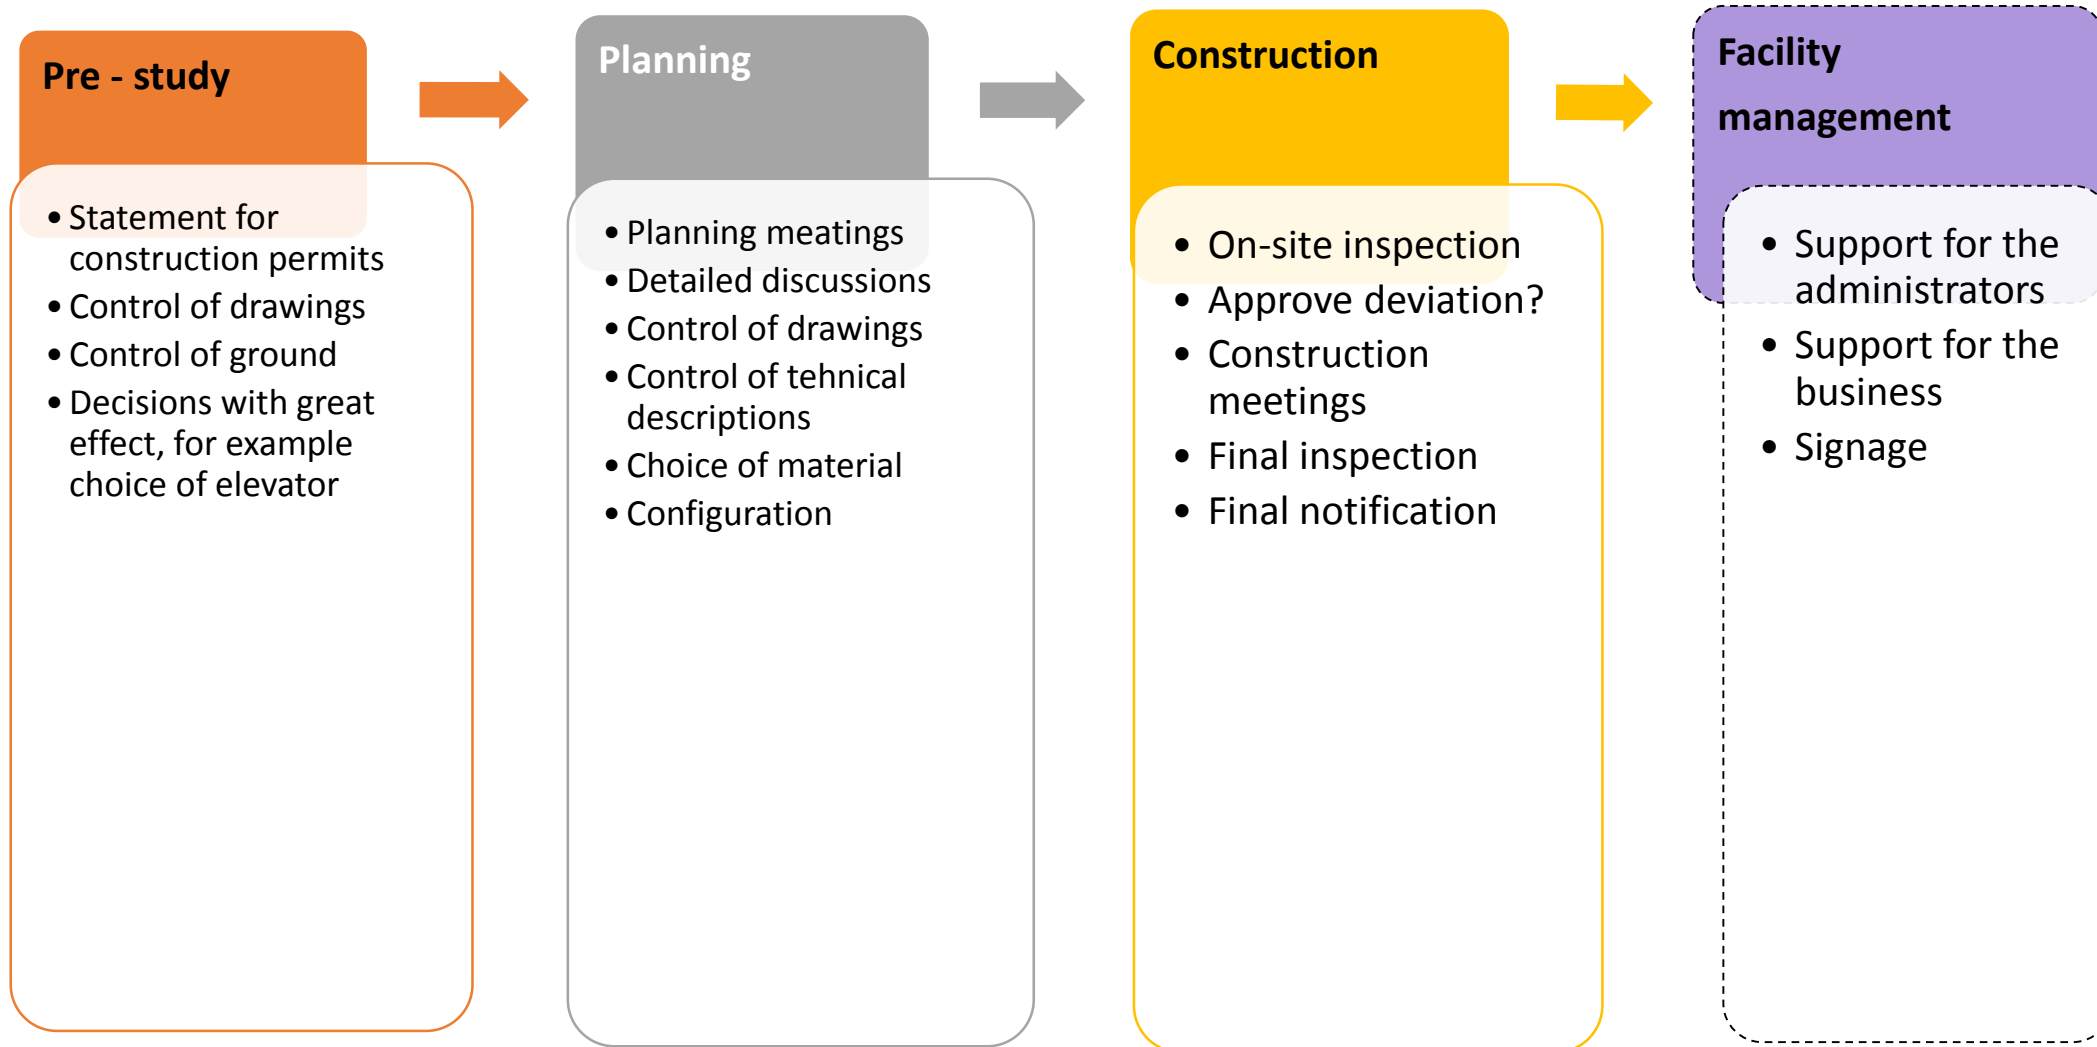 Pre - study
• Statement for
construction permits
• Control of drawings
• Control of ground
• Decisions with great
effect, for example
choice of elevator
Planning
• Planning meatings
• Detailed discussions
• Control of drawings
• Control of tehnical
descriptions
• Choice of material
• Configuration
Construction
• On-site inspection
• Approve deviation?
• Construction
meetings
• Final inspection
• Final notification
Facility
management
• Support for the
administrators
• Support for the
business
• Signage